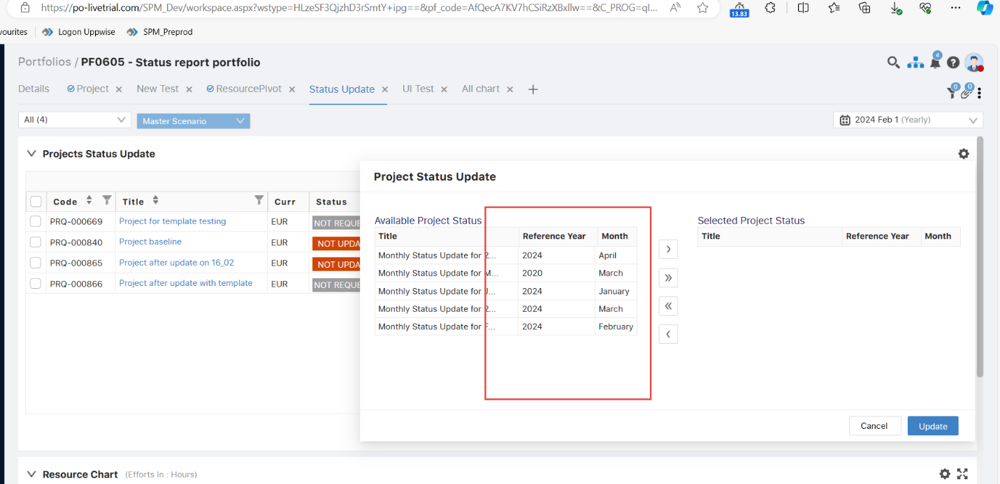 https://po-livetrial.com/SPM_Dev/workspace.aspx?wstype=HLzeSF3QjzhD3rSmtY+ipg==&pf_code=AfQecA7KV7hCSiRzXBxllw==&C_PROG=qI...
13.83
vourites
Logon Uppwise
SPM_Preprod
Portfolios / PF0605 - Status report portfolio
4
Details
Project
New Test
ResourcePivot
Status Update
UI Test
All chart
0
0
All (4)
Master Scenario
2024 Feb 1 (Yearly)
Projects Status Update
Code Title Curr Status
PRQ-000669 Project for template testing EUR NOT REQUE
PRQ-000840 Project baseline EUR NOT UPDA
PRQ-000865 Project after update on 16_02 EUR NOT UPDA
PRQ-000866 Project after update with template EUR NOT REQUE
Project Status Update
Available Project Status
Title Reference Year Month
Monthly Status Update for 2... 2024 April
Monthly Status Update for M... 2020 March
Monthly Status Update for J... 2024 January
Monthly Status Update for 2... 2024 March
Monthly Status Update for F... 2024 February
Selected Project Status
Title Reference Year Month
Cancel
Update
Resource Chart (Efforts In : Hours)